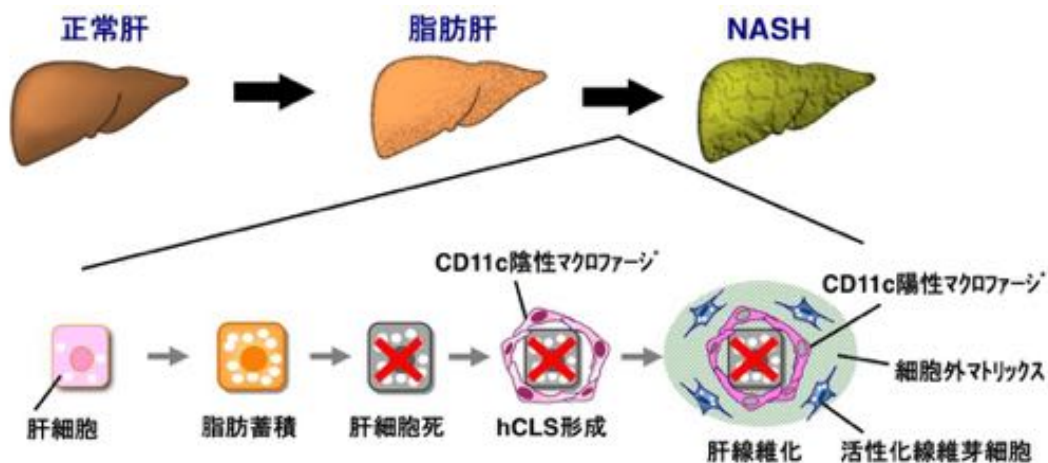 正常肝
脂肪肝
NASH
CD11c陰性マクロファージ
CD11c陽性マクロファージ
細胞外マトリックス
肝細胞
脂肪蓄積
肝細胞死
hCLS形成
肝線維化
活性化線維芽細胞